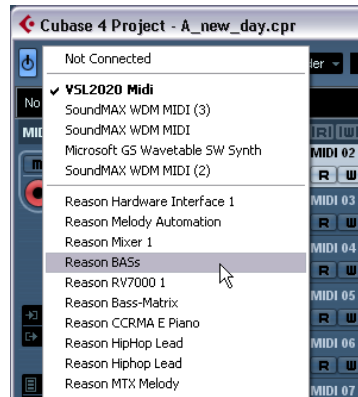 Cubase 4 Project - A_new_day.cpr
Not Connected
VSL2020 Midi
SoundMAX WDM MIDI (3)
SoundMAX WDM MIDI
Microsoft GS Wavetable SW Synth
SoundMAX WDM MIDI (2)
Reason Hardware Interface 1
Reason Melody Automation
Reason Mixer 1
Reason BASs
Reason RV7000 1
Reason Bass-Matrix
Reason CCRMA E Piano
Reason HipHop Lead
Reason Hiphop Lead
Reason MTX Melody
No
MI
m
der
R
MIDI 02
R W
MIDI 03
R W
MIDI 04
R W
MIDI 05
R W
MIDI 06
R W
MIDI 07